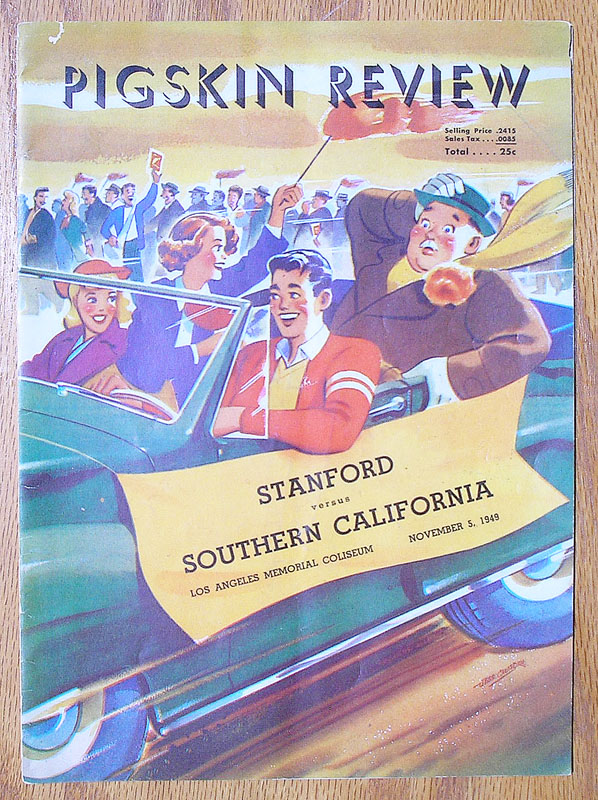 PIGSKIN REVIEW
Selling Price .2415
Sales Tax .... .0085
Total .... 25c
STANFORD
versus
SOUTHERN CALIFORNIA
LOS ANGELES MEMORIAL COLISEUM NOVEMBER 5, 1949